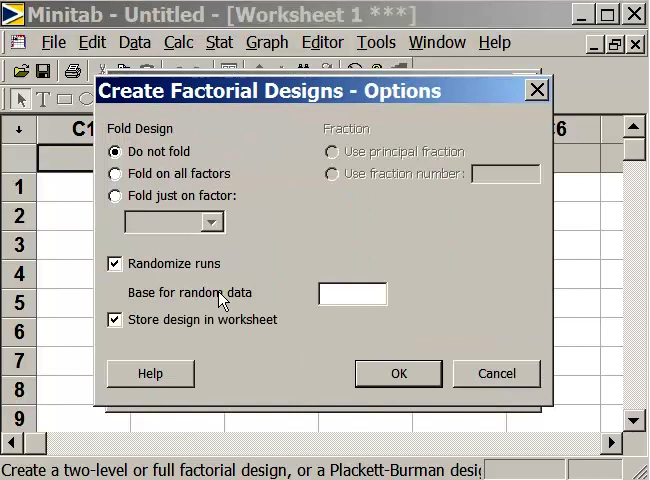 Minitab - Untitled - [Worksheet 1 ***]
File Edit Data Calc Stat Graph Editor Tools Window Help
Create Factorial Designs - Options
C1
C6
Fold Design
Fraction
Do not fold
Use principal fraction
Fold on all factors
Use fraction number:
Fold just on factor:
1
2
3
4
5
6
7
8
9
Randomize runs
Base for random data
Store design in worksheet
Help
OK
Cancel
Create a two-level or full factorial design, or a Plackett-Burman